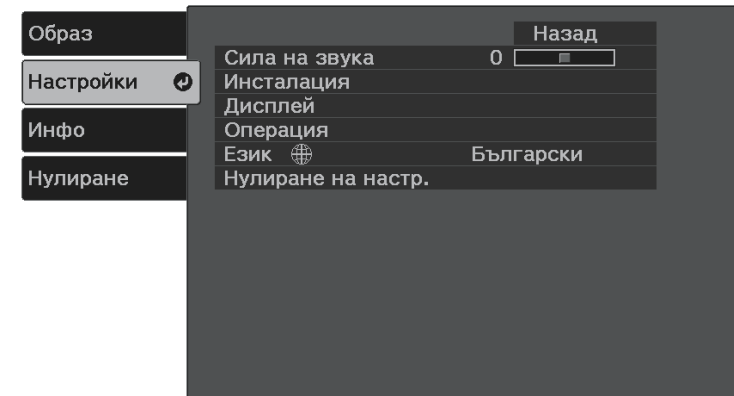 Образ
Настройки
Инфо
Нулиране
Назад
Сила на звука 0
Инсталация
Дисплей
Операция
Език Български
Нулиране на настр.